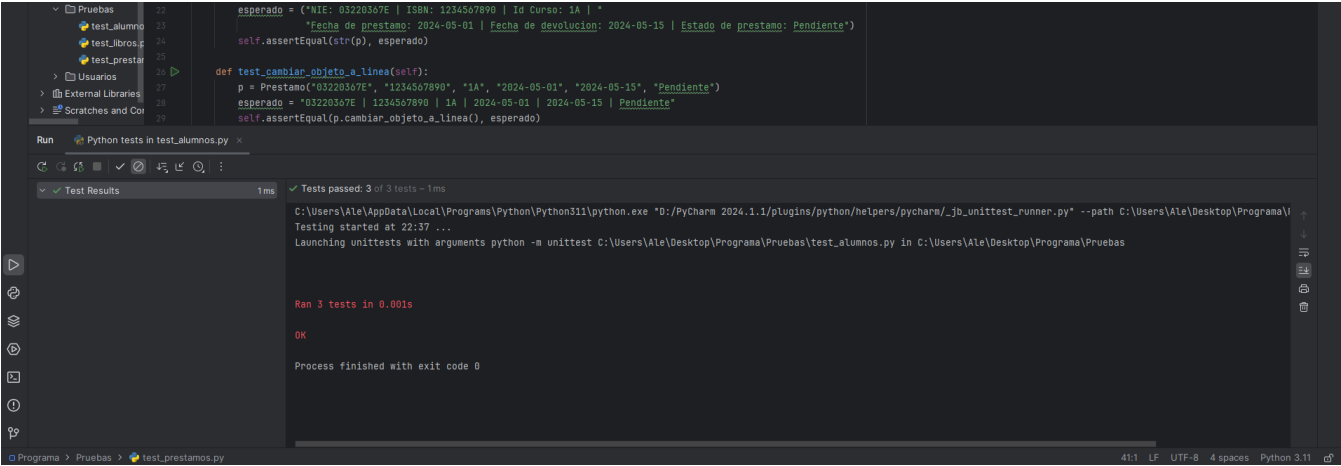 Pruebas
22 esperado = ("NIE: 03220367E | ISBN: 1234567890 | Id Curso: 1A | "
test_alumno
23 "Fecha de prestamo: 2024-05-01 | Fecha de devolucion: 2024-05-15 | Estado de prestamo: Pendiente")
test_libros.p
24 self.assertEqual(str(p), esperado)
test_prestar
25
Usuarios
26 def test_cambiar_objeto_a_linea(self):
External Libraries
27 p = Prestamo("03220367E", "1234567890", "1A", "2024-05-01", "2024-05-15", "Pendiente")
Scratches and Cor
28 esperado = "03220367E | 1234567890 | 1A | 2024-05-01 | 2024-05-15 | Pendiente"
29 self.assertEqual(p.cambiar_objeto_a_linea(), esperado)
Run Python tests in test_alumnos.py
Test Results 1 ms
Tests passed: 3 of 3 tests – 1 ms
C:\Users\Ale\AppData\Local\Programs\Python\Python311\python.exe "D:/PyCharm 2024.1.1/plugins/python/helpers/pycharm/_jb_unittest_runner.py" --path C:\Users\Ale\Desktop\Programa\
Testing started at 22:37 ...
Launching unittests with arguments python -m unittest C:\Users\Ale\Desktop\Programa\Pruebas\test_alumnos.py in C:\Users\Ale\Desktop\Programa\Pruebas
Ran 3 tests in 0.001s
OK
Process finished with exit code 0
Programa > Pruebas > test_prestamos.py
41:1 LF UTF-8 4 spaces Python 3.11